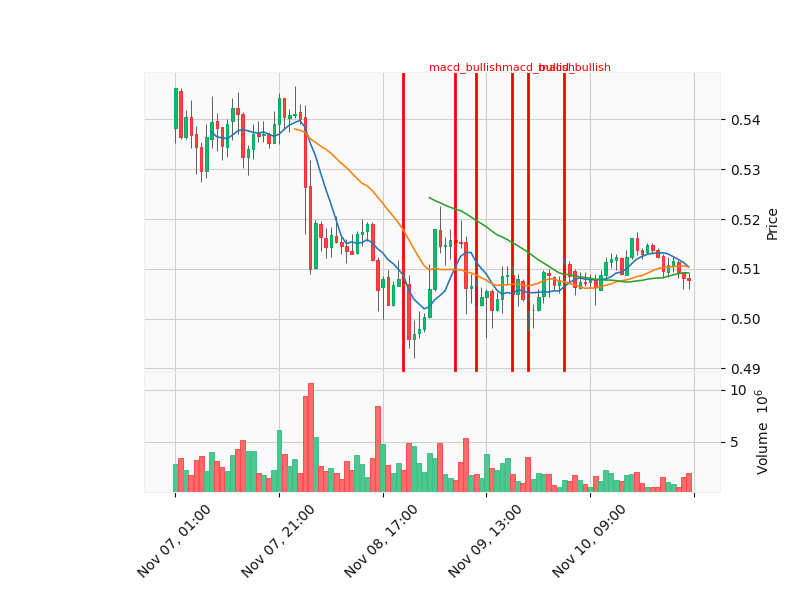 macd_bullish macd_bullish macd_bullish
0.54
0.53
0.52
0.51
0.50
0.49
Price
10
5
Volume 10^6
Nov 07, 01:00
Nov 07, 21:00
Nov 08, 17:00
Nov 09, 13:00
Nov 10, 09:00